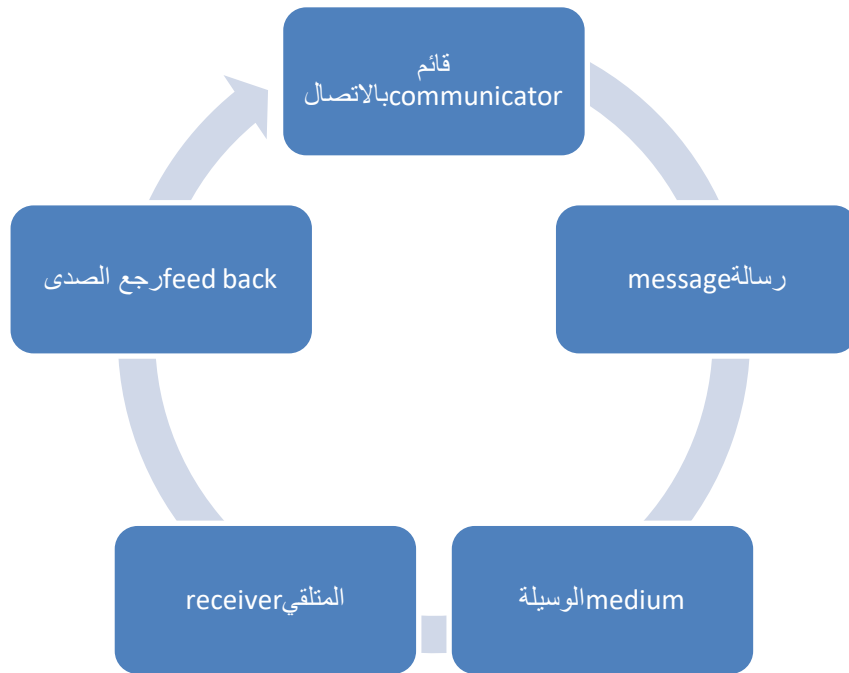 قائم
بالاتصالcommunicator
رسالةmessage
الوسيلةmedium
المتلقيreceiver
رجع الصدىfeed back